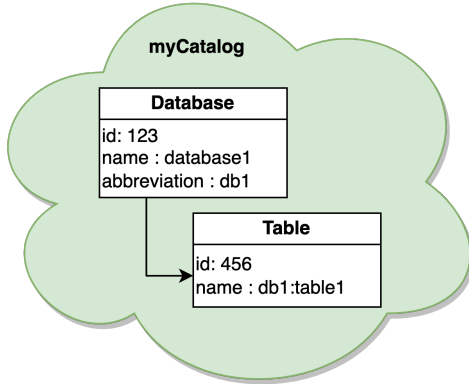 myCatalog
Database
id: 123
name : database1
abbreviation : db1
Table
id: 456
name : db1:table1